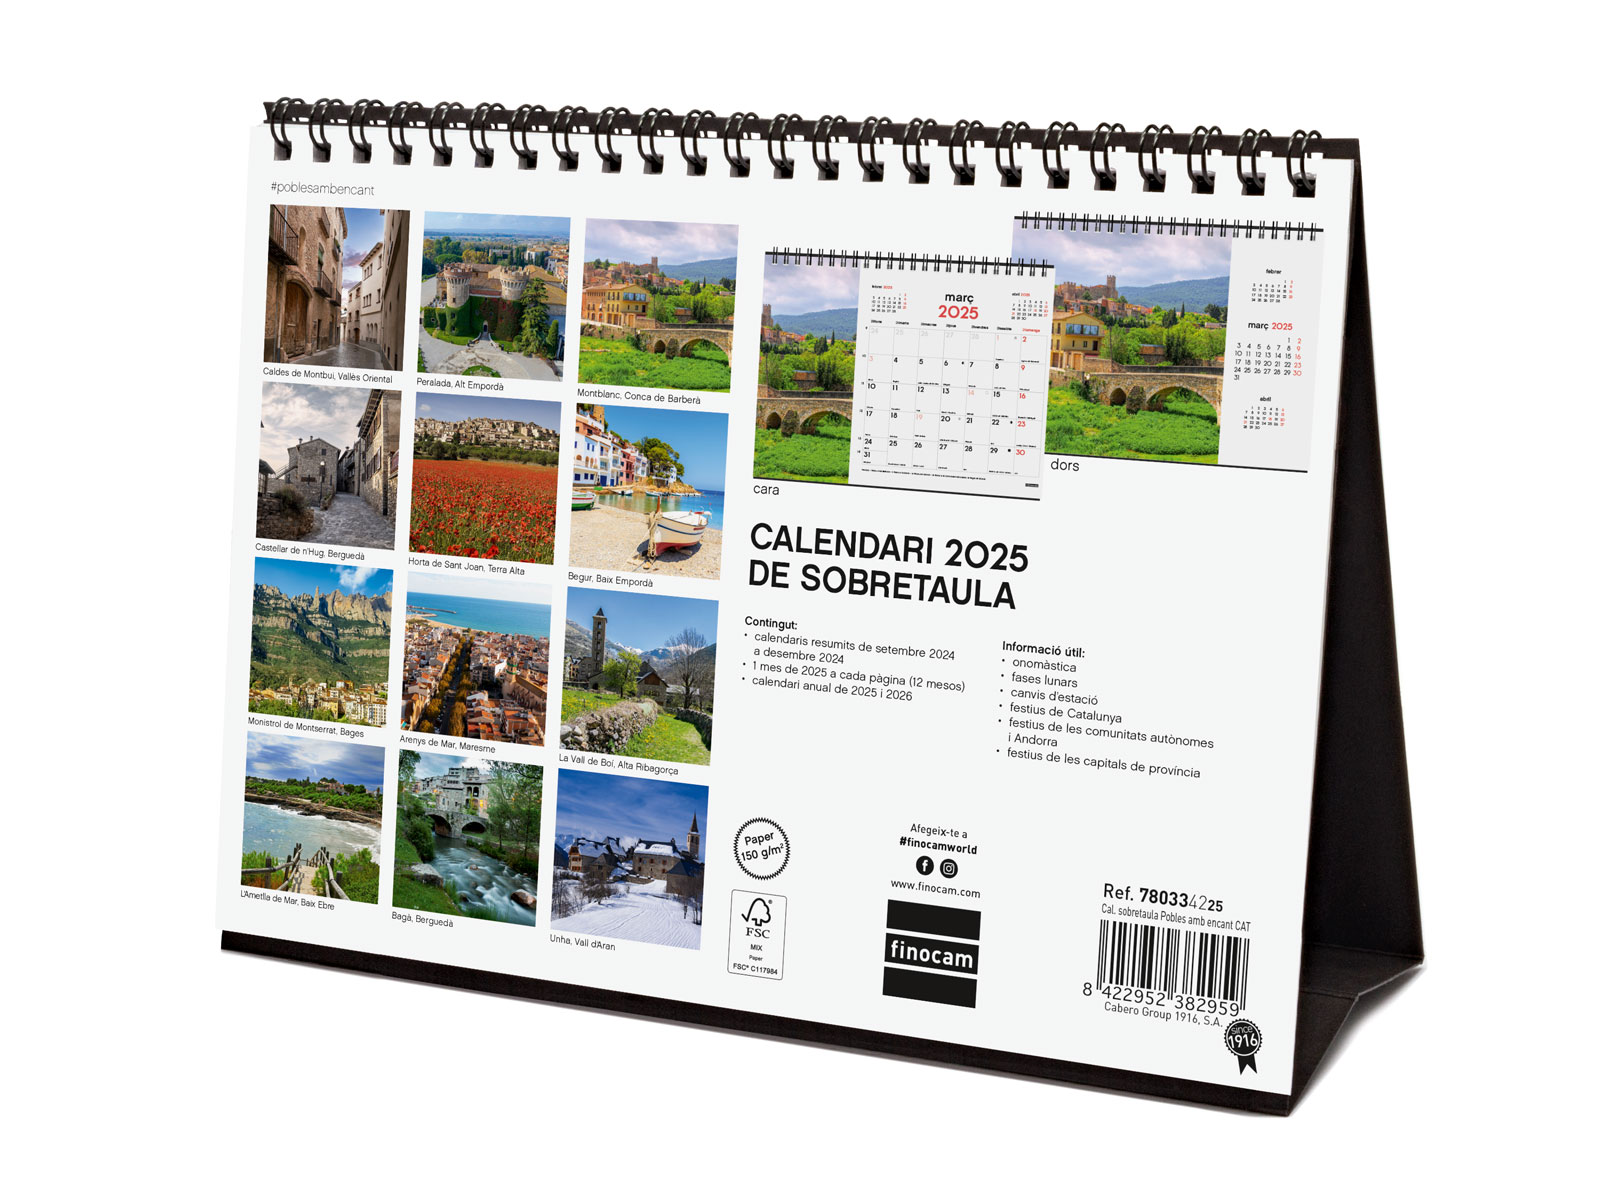 #poblesambencant
Caldes de Montbui, Vallès Oriental
Peralada, Alt Empordà
Montblanc, Conca de Barberà
Castellar de n'Hug, Berguedà
Horta de Sant Joan, Terra Alta
Begur, Baix Empordà
Monistrol de Montserrat, Bages
Arenys de Mar, Maresme
La Vall de Boí, Alta Ribagorça
L'Ametlla de Mar, Baix Ebre
Bagà, Berguedà
Unha, Vall d'Aran
març
2025
cara
febrer
març 2025
abril
dors
CALENDARI 2025
DE SOBRETAULA
Contingut:
• calendaris resumits de setembre 2024
a desembre 2024
• 1 mes de 2025 a cada pàgina (12 mesos)
• calendari anual de 2025 i 2026
Informació útil:
• onomàstica
• fases lunars
• canvis d'estació
• festius de Catalunya
• festius de les comunitats autònomes
i Andorra
• festius de les capitals de província
Paper
150 g/m²
FSC
MIX
Paper
FSC® C117984
Afegeix-te a
#finocamworld
www.finocam.com
finocam
Ref. 780334225
Cal. sobretaula Pobles amb encant CAT
8 422952 382959
Cabero Group 1916, S.A.
since
1916